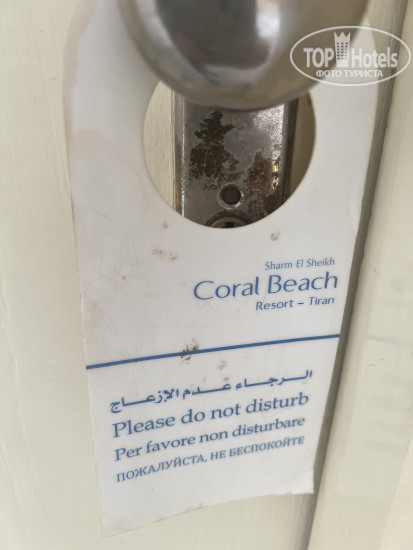 TOP Hotels
ФОТО ТУРИСТА
Sharm El Sheikh
Coral Beach
Resort – Tiran
الرجاء عدم الإزعاج
Please do not disturb
Per favore non disturbare
ПОЖАЛУЙСТА, НЕ БЕСПОКОЙТЕ